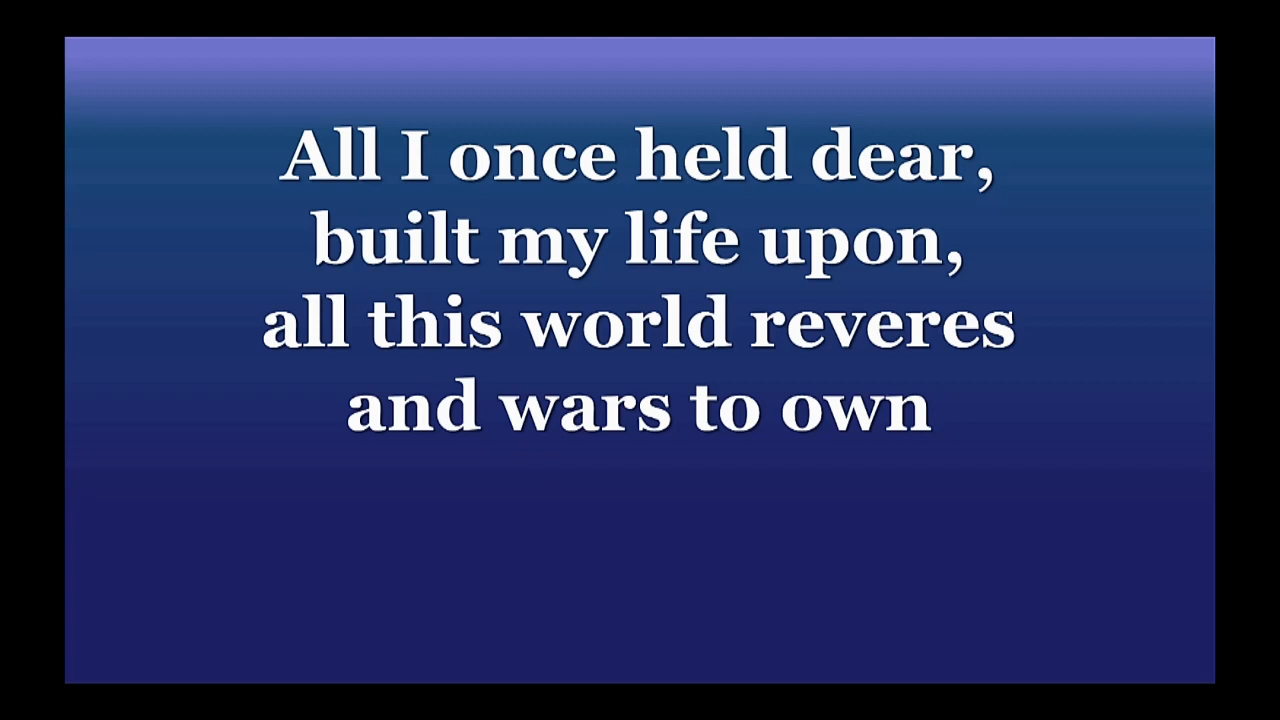 All I once held dear,
built my life upon,
all this world reveres
and wars to own